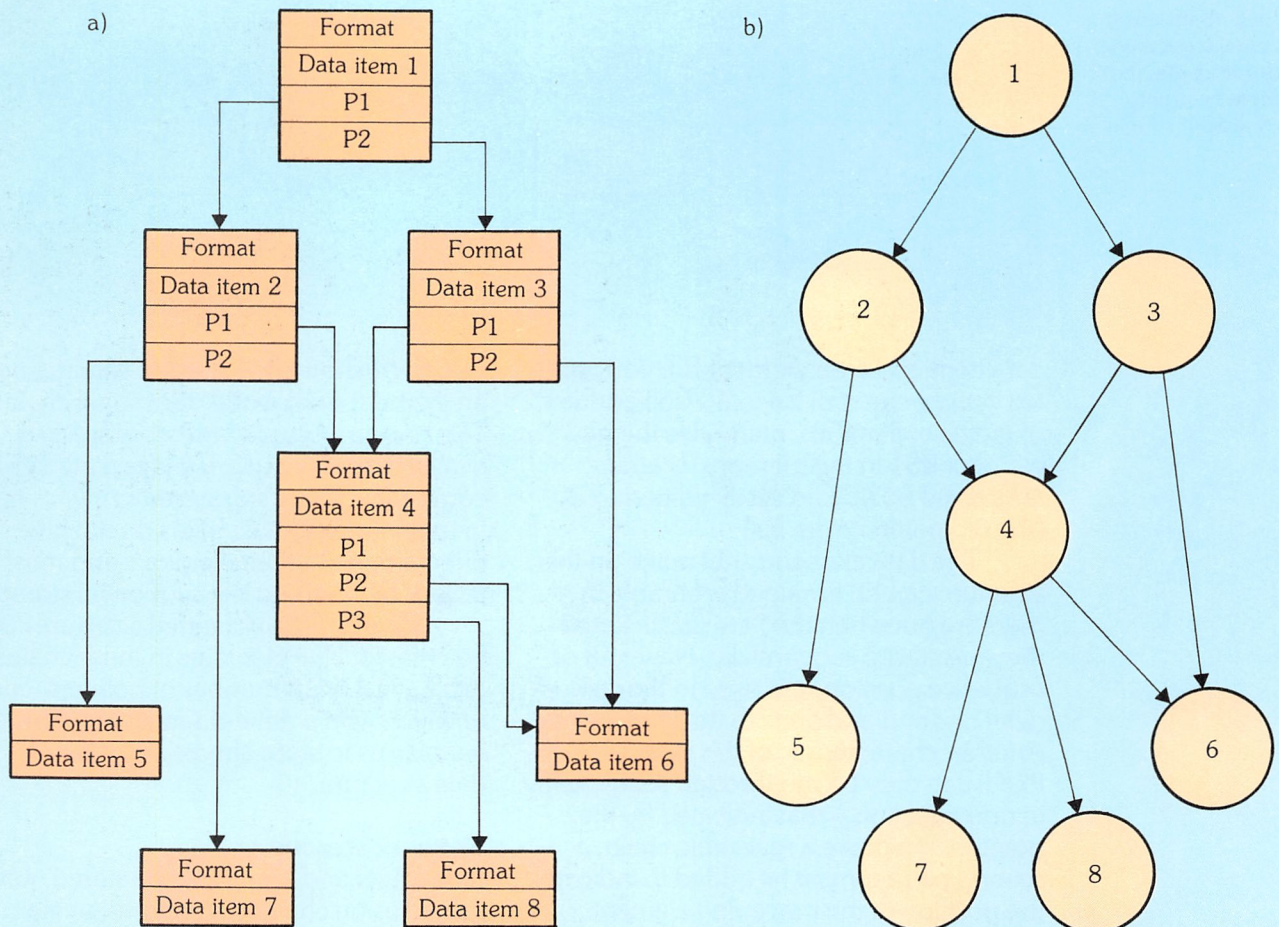 a)
Format
Data item 1
P1
P2
Format
Data item 2
P1
P2
Format
Data item 3
P1
P2
Format
Data item 4
P1
P2
P3
Format
Data item 5
Format
Data item 6
Format
Data item 7
Format
Data item 8
b)
1
2
3
4
5
6
7
8